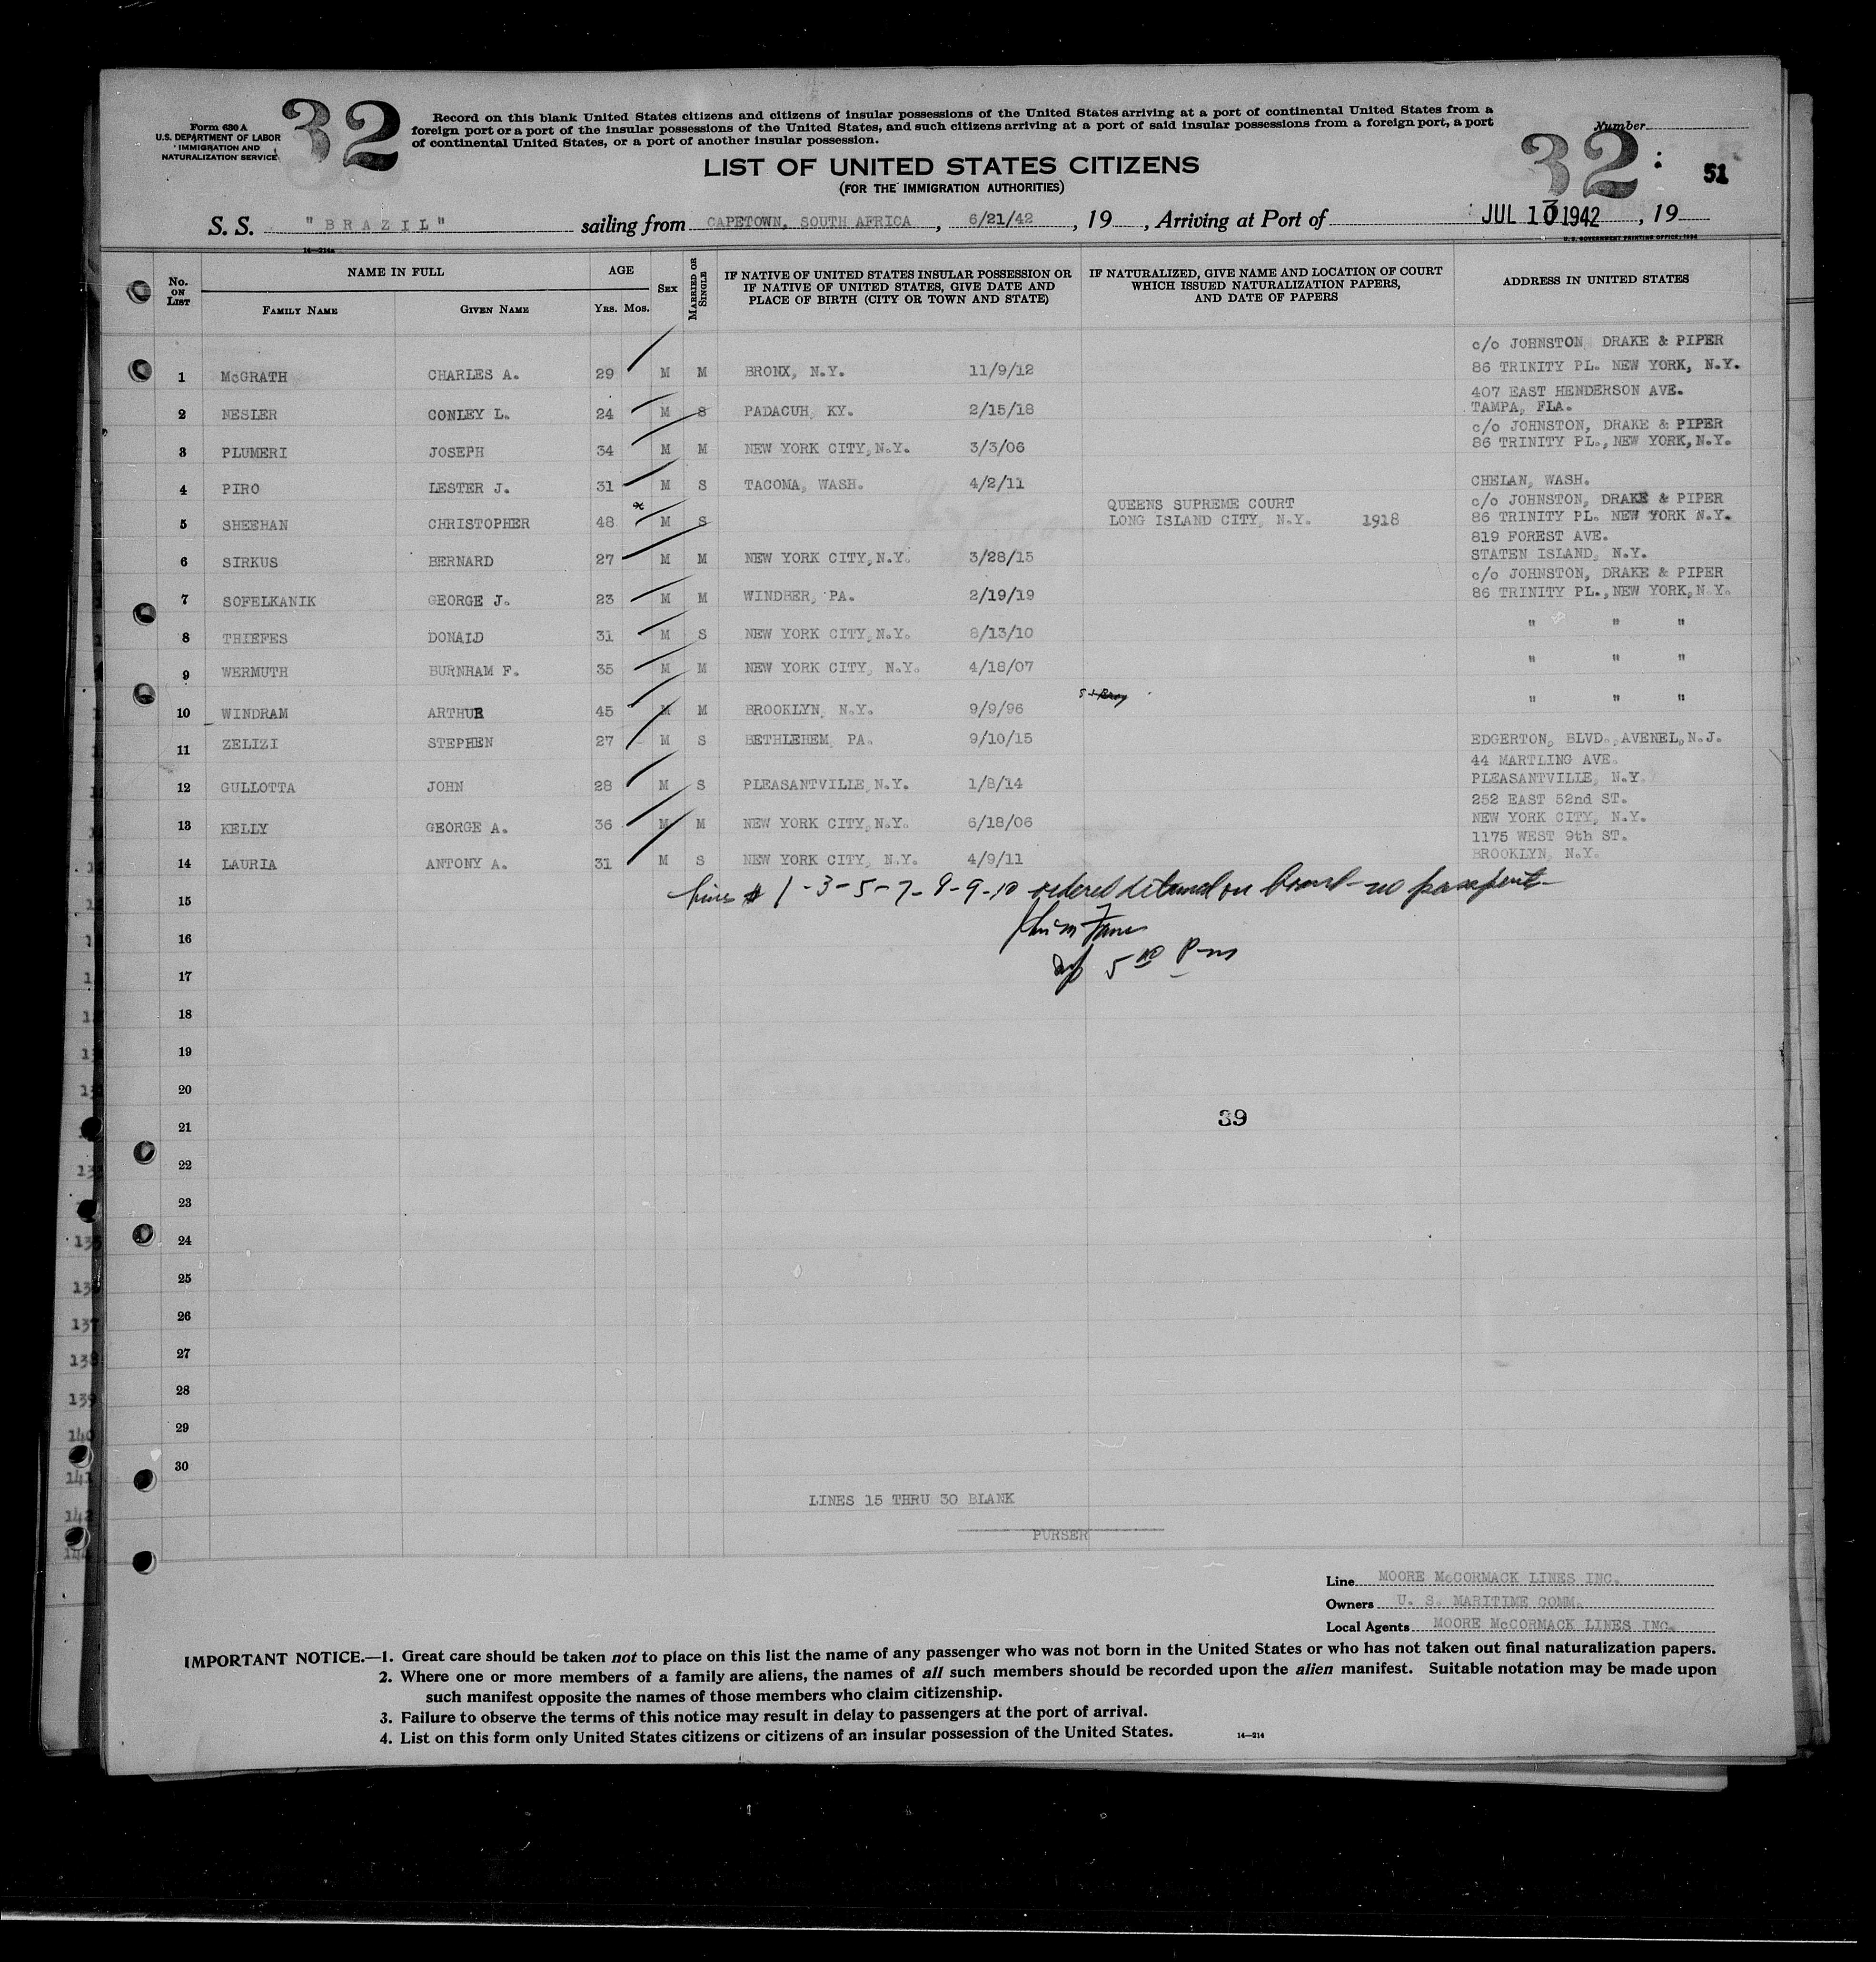 Form 630 A
U.S. DEPARTMENT OF LABOR
IMMIGRATION AND
NATURALIZATION SERVICE
32
Record on this blank United States citizens and citizens of insular possessions of the United States arriving at a port of continental United States from a
foreign port or a port of the insular possessions of the United States, and such citizens arriving at a port of said insular possessions from a foreign port, a port
of continental United States, or a port of another insular possession.
Number
32
51
LIST OF UNITED STATES CITIZENS
(FOR THE IMMIGRATION AUTHORITIES)
S. S. "BRAZIL" sailing from CAPETOWN, SOUTH AFRICA, 6/21/42, 19, Arriving at Port of JUL 13 1942, 19
14—214a
U. S. GOVERNMENT PRINTING OFFICE: 1934
No. ON LIST NAME IN FULL FAMILY NAME GIVEN NAME AGE YRS. MOS. SEX MARRIED OR SINGLE
IF NATIVE OF UNITED STATES INSULAR POSSESSION OR
IF NATIVE OF UNITED STATES, GIVE DATE AND
PLACE OF BIRTH (CITY OR TOWN AND STATE)
IF NATURALIZED, GIVE NAME AND LOCATION OF COURT
WHICH ISSUED NATURALIZATION PAPERS,
AND DATE OF PAPERS
ADDRESS IN UNITED STATES
c/o JOHNSTON DRAKE & PIPER
1 McGRATH CHARLES A. 29 M M BRONX, N.Y. 11/9/12 86 TRINITY PL. NEW YORK, N.Y.
407 EAST HENDERSON AVE.
2 NESLER CONLEY L. 24 M S PADACUH, KY. 2/15/18 TAMPA, FLA.
c/o JOHNSTON, DRAKE & PIPER
3 PLUMERI JOSEPH 34 M M NEW YORK CITY,N.Y. 3/3/06 86 TRINITY PL., NEW YORK, N.Y.
4 PIRO LESTER J. 31 M S TACOMA, WASH. 4/2/11 CHELAN, WASH.
QUEENS SUPREME COURT c/o JOHNSTON, DRAKE & PIPER
5 SHEEHAN CHRISTOPHER 48 M S LONG ISLAND CITY, N.Y. 1918 86 TRINITY PL. NEW YORK N.Y.
819 FOREST AVE.
6 SIRKUS BERNARD 27 M M NEW YORK CITY,N.Y. 3/28/15 STATEN ISLAND, N.Y.
c/o JOHNSTON, DRAKE & PIPER
7 SOFELKANIK GEORGE J. 23 M M WINDBER, PA. 2/19/19 86 TRINITY PL., NEW YORK, N.Y.
8 THIEFES DONALD 31 M S NEW YORK CITY,N.Y. 8/13/10 " " "
9 WERMUTH BURNHAM F. 35 M M NEW YORK CITY, N.Y. 4/18/07 " " "
10 WINDRAM ARTHUR 45 M M BROOKLYN, N.Y. 9/9/96 " " "
11 ZELIZI STEPHEN 27 M S BETHLEHEM, PA. 9/10/15 EDGERTON, BLVD., AVENEL, N.J.
44 MARTLING AVE.
12 GULLOTTA JOHN 28 M S PLEASANTVILLE,N.Y. 1/8/14 PLEASANTVILLE, N.Y.
252 EAST 52nd ST.
13 KELLY GEORGE A. 36 M M NEW YORK CITY,N.Y. 6/18/06 NEW YORK CITY, N.Y.
1175 WEST 9th ST.
14 LAURIA ANTONY A. 31 M S NEW YORK CITY, N.Y. 4/9/11 BROOKLYN, N.Y.
15 Lines # 1-3-5-7-8-9-10 ordered detained on board - no passport
16
17 5 10 Pm
18
19
20
21 39
22
23
24
25
26
27
28
29
30
LINES 15 THRU 30 BLANK
PURSER
Line MOORE McCORMACK LINES INC.
Owners U. S. MARITIME COMM.
Local Agents MOORE McCORMACK LINES INC.
IMPORTANT NOTICE.—1. Great care should be taken not to place on this list the name of any passenger who was not born in the United States or who has not taken out final naturalization papers.
2. Where one or more members of a family are aliens, the names of all such members should be recorded upon the alien manifest. Suitable notation may be made upon
such manifest opposite the names of those members who claim citizenship.
3. Failure to observe the terms of this notice may result in delay to passengers at the port of arrival.
4. List on this form only United States citizens or citizens of an insular possession of the United States.
14—214